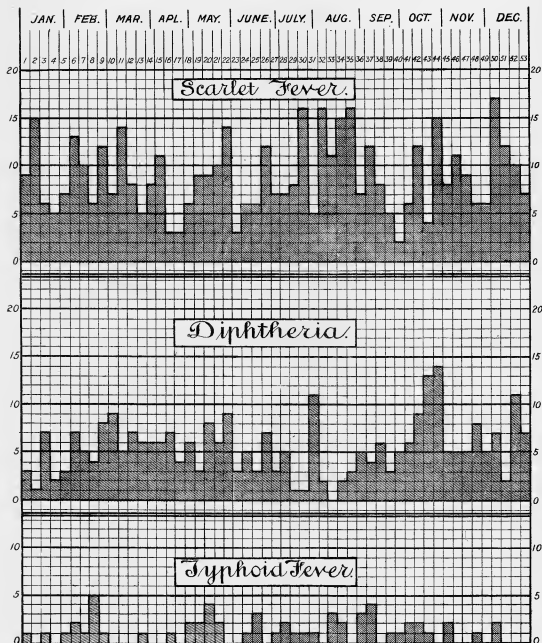 JAN. FEB. MAR. APL. MAY. JUNE. JULY. AUG. SEP. OCT. NOV. DEC.
1 2 3 4 5 6 7 8 9 10 11 12 13 14 15 16 17 18 19 20 21 22 23 24 25 26 27 28 29 30 31 32 33 34 35 36 37 38 39 40 41 42 43 44 45 46 47 48 49 50 51 52 53
20 20
Scarlet Fever.
15 15
10 10
5 5
0 0
20 20
Diphtheria.
15 15
10 10
5 5
0 0
10 10
Typhoid Fever
5 5
0 0